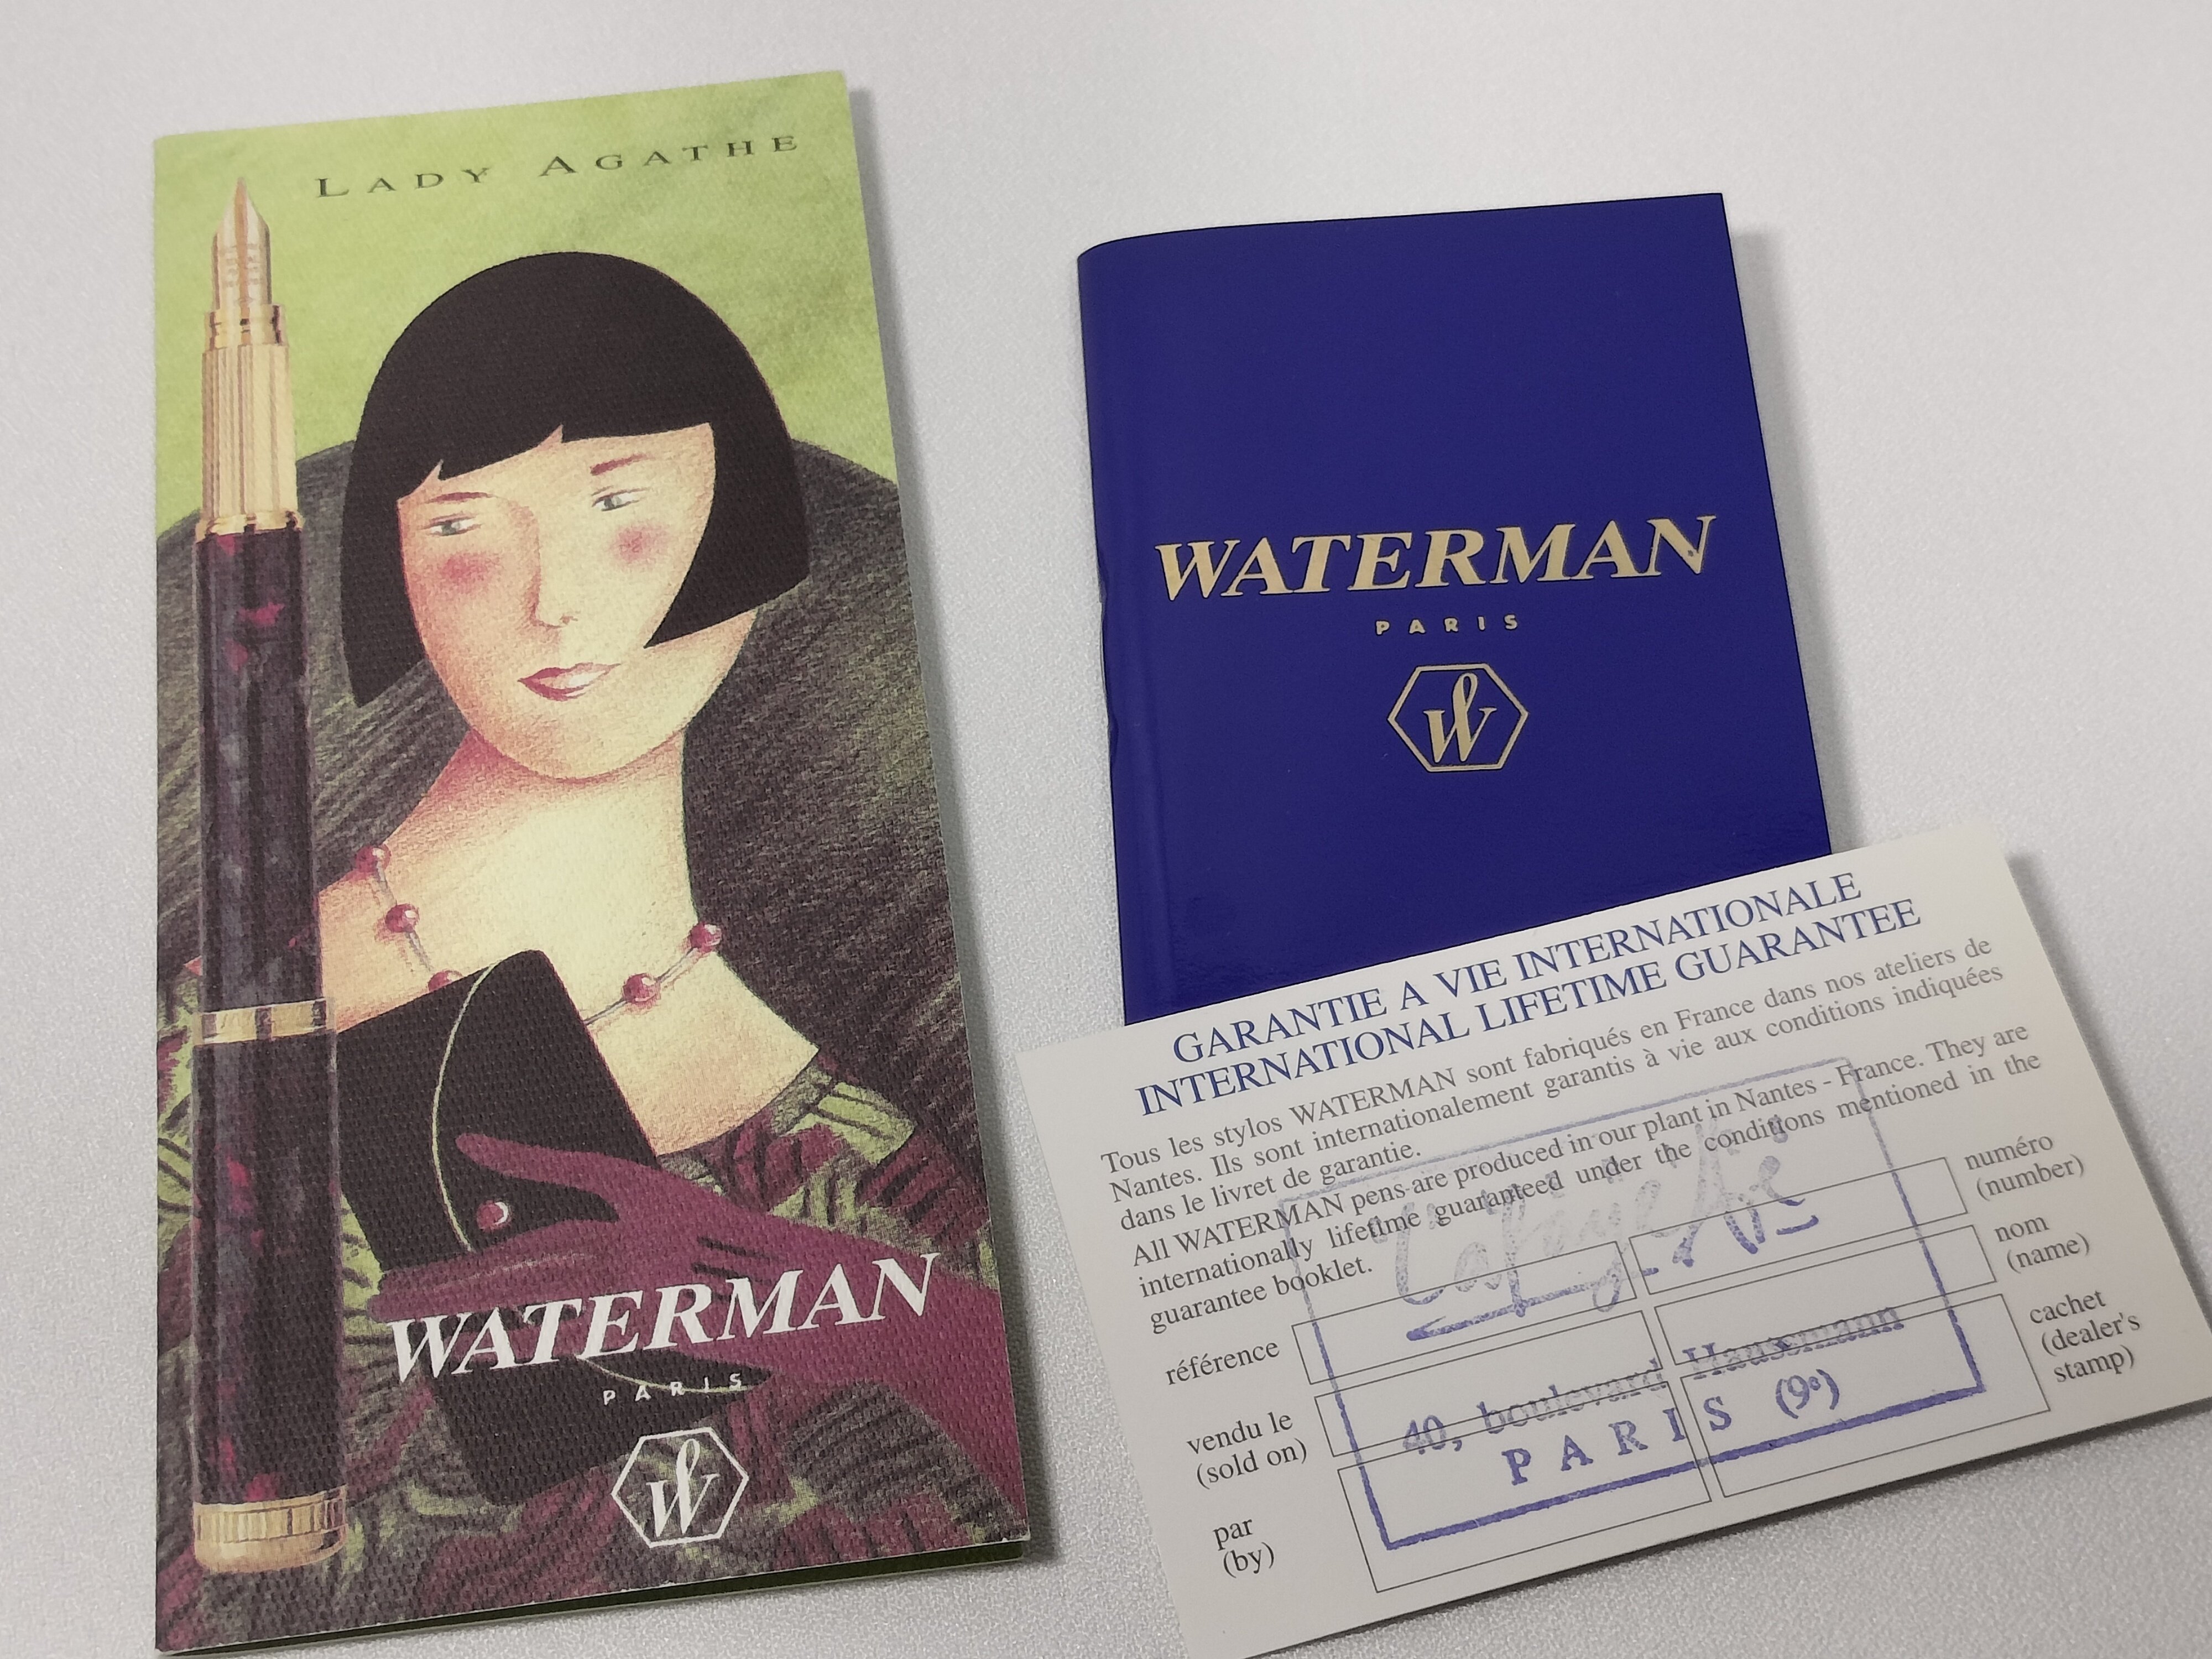 LADY AGATHE
WATERMAN
PARIS
WATERMAN
PARIS
GARANTIE A VIE INTERNATIONALE
INTERNATIONAL LIFETIME GUARANTEE
Tous les stylos WATERMAN sont fabriqués en France dans nos ateliers de
Nantes. Ils sont internationalement garantis à vie aux conditions indiquées
dans le livret de garantie.
All WATERMAN pens are produced in our plant in Nantes - France. They are
internationally lifetime guaranteed under the conditions mentioned in the
guarantee booklet.
référence
numéro
(number)
vendu le
(sold on)
nom
(name)
par
(by)
cachet
(dealer's
stamp)
40, boulevard Haussmann
PARIS (9e)